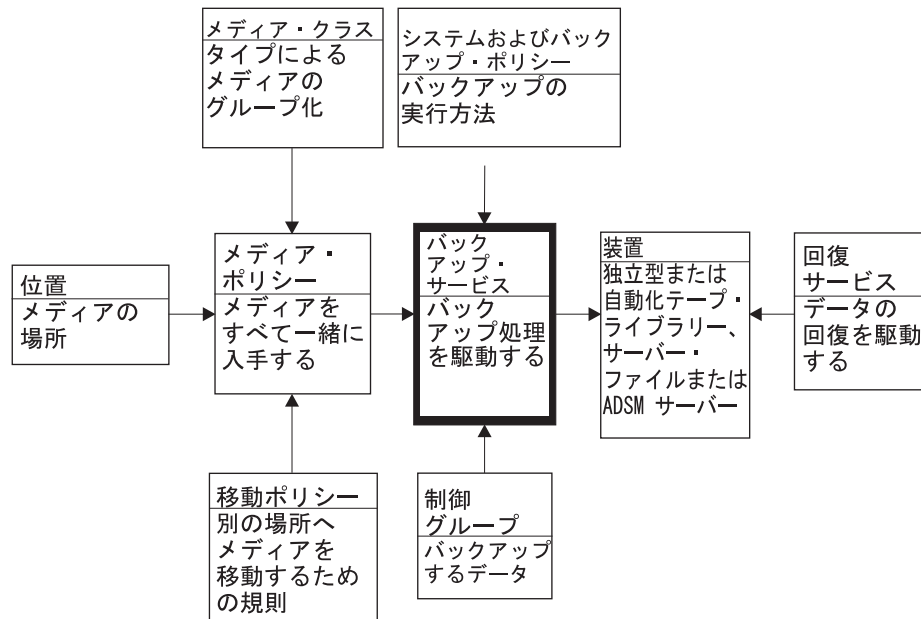 メディア・クラス
タイプによる
メディアの
グループ化
システムおよびバック
アップ・ポリシー
バックアップの
実行方法
位置
メディアの
場所
メディア・
ポリシー
メディアを
すべて一緒に
入手する
バック
アップ・
サービス
バック
アップ処理
を駆動する
装置
独立型または
自動化テープ・
ライブラリー、
サーバー・
ファイルまたは
ADSM サーバー
回復
サービス
データの
回復を駆動
する
移動ポリシー
別の場所へ
メディアを
移動するため
の規則
制御
グループ
バックアップ
するデータ